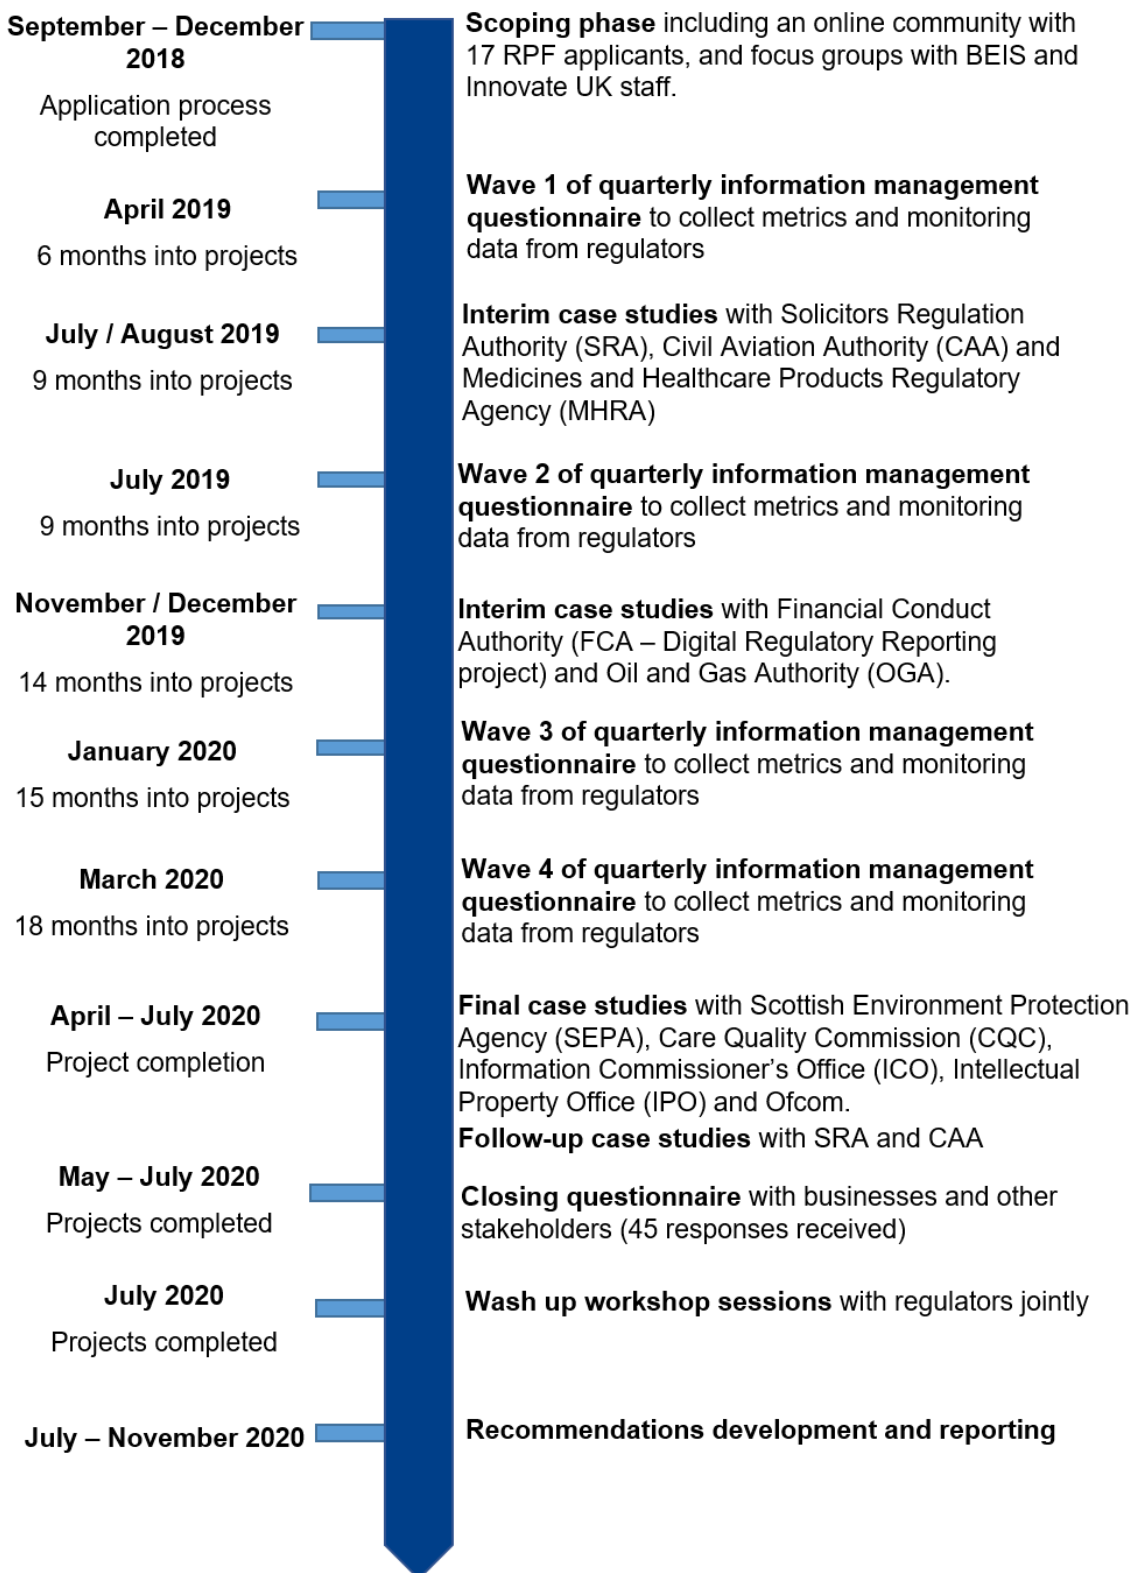 September – December
2018
Application process
completed
Scoping phase including an online community with
17 RPF applicants, and focus groups with BEIS and
Innovate UK staff.
April 2019
6 months into projects
Wave 1 of quarterly information management
questionnaire to collect metrics and monitoring
data from regulators
July / August 2019
9 months into projects
Interim case studies with Solicitors Regulation
Authority (SRA), Civil Aviation Authority (CAA) and
Medicines and Healthcare Products Regulatory
Agency (MHRA)
July 2019
9 months into projects
Wave 2 of quarterly information management
questionnaire to collect metrics and monitoring
data from regulators
November / December
2019
14 months into projects
Interim case studies with Financial Conduct
Authority (FCA – Digital Regulatory Reporting
project) and Oil and Gas Authority (OGA).
January 2020
15 months into projects
Wave 3 of quarterly information management
questionnaire to collect metrics and monitoring
data from regulators
March 2020
18 months into projects
Wave 4 of quarterly information management
questionnaire to collect metrics and monitoring
data from regulators
April – July 2020
Project completion
Final case studies with Scottish Environment Protection
Agency (SEPA), Care Quality Commission (CQC),
Information Commissioner’s Office (ICO), Intellectual
Property Office (IPO) and Ofcom.
Follow-up case studies with SRA and CAA
May – July 2020
Projects completed
Closing questionnaire with businesses and other
stakeholders (45 responses received)
July 2020
Projects completed
Wash up workshop sessions with regulators jointly
July – November 2020
Recommendations development and reporting